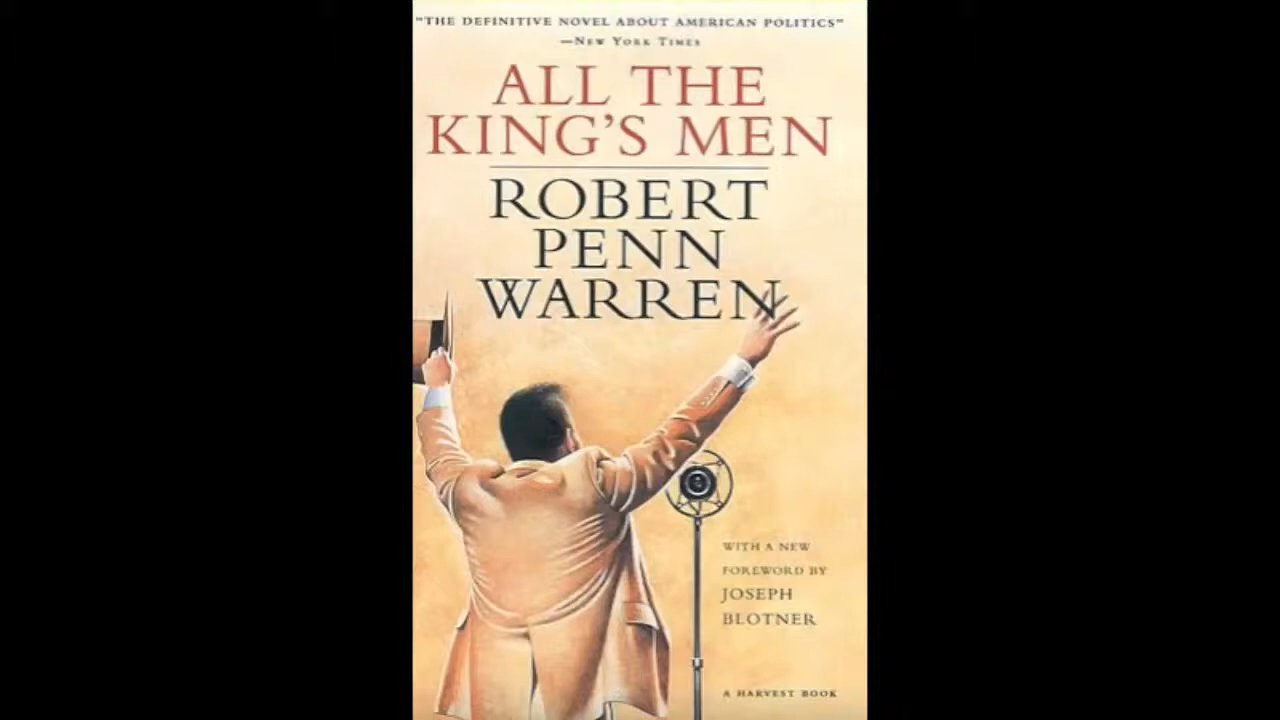 "THE DEFINITIVE NOVEL ABOUT AMERICAN POLITICS"
—NEW YORK TIMES
ALL THE
KING'S MEN
ROBERT
PENN
WARREN
WITH A NEW
FOREWORD BY
JOSEPH
BLOTNER
A HARVEST BOOK